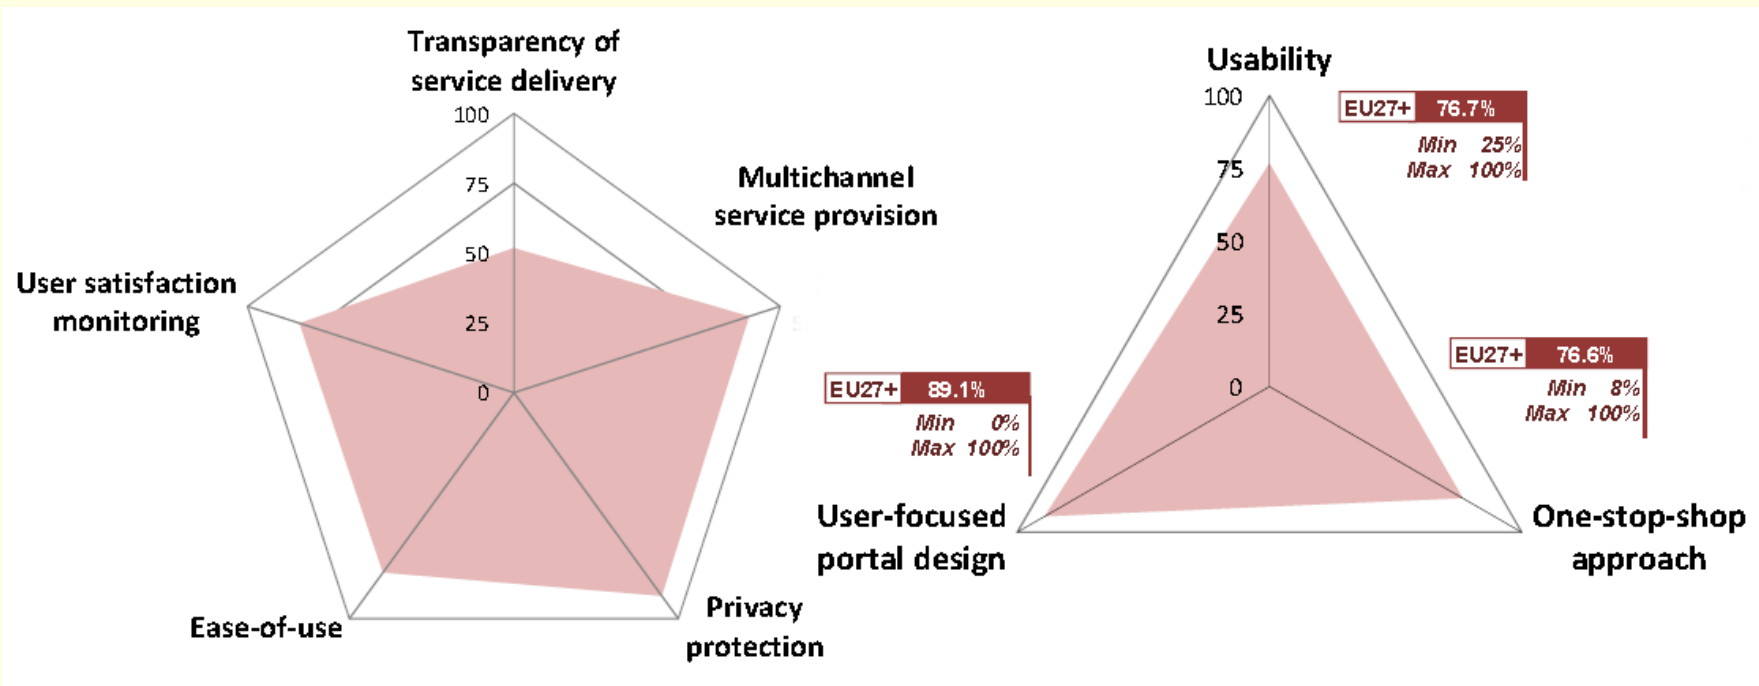 Transparency of
service delivery
100
75
50
25
0
Multichannel
service provision
User satisfaction
monitoring
Ease-of-use
Privacy
protection
Usability
100
75
50
25
0
EU27+ 76.7%
Min 25%
Max 100%
EU27+ 76.6%
Min 8%
Max 100%
EU27+ 89.1%
Min 0%
Max 100%
User-focused
portal design
One-stop-shop
approach